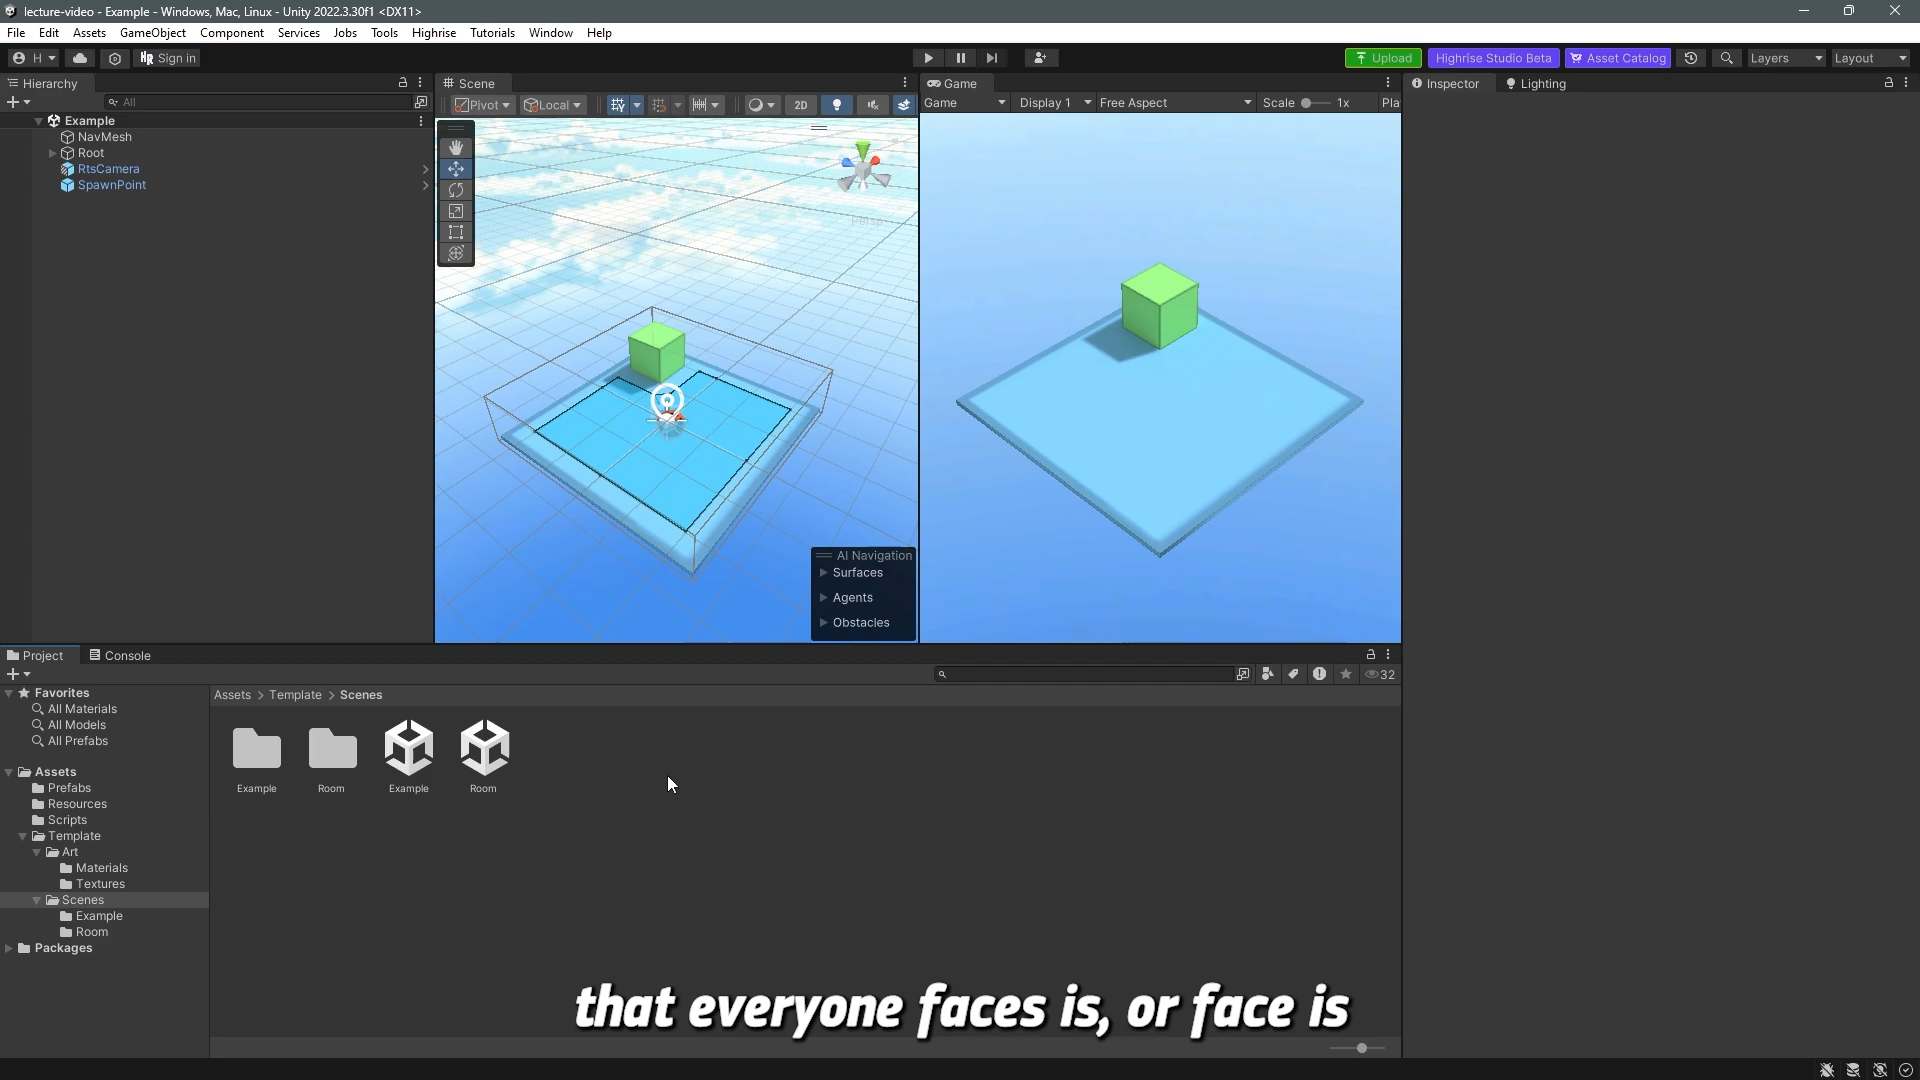 lecture-video - Example - Windows, Mac, Linux - Unity 2022.3.30f1 <DX11>
File Edit Assets GameObject Component Services Jobs Tools Highrise Tutorials Window Help
H Sign in Upload Highrise Studio Beta Asset Catalog Layers Layout
Hierarchy
All
Example
NavMesh
Root
RtsCamera
SpawnPoint
Scene
Pivot Local 2D
Persp
AI Navigation
Surfaces
Agents
Obstacles
Game
Game Display 1 Free Aspect Scale 1x Pla
Inspector Lighting
Project Console
32
Favorites
All Materials
All Models
All Prefabs
Assets
Prefabs
Resources
Scripts
Template
Art
Materials
Textures
Scenes
Example
Room
Packages
Assets > Template > Scenes
Example Room Example Room
that everyone faces is, or face is